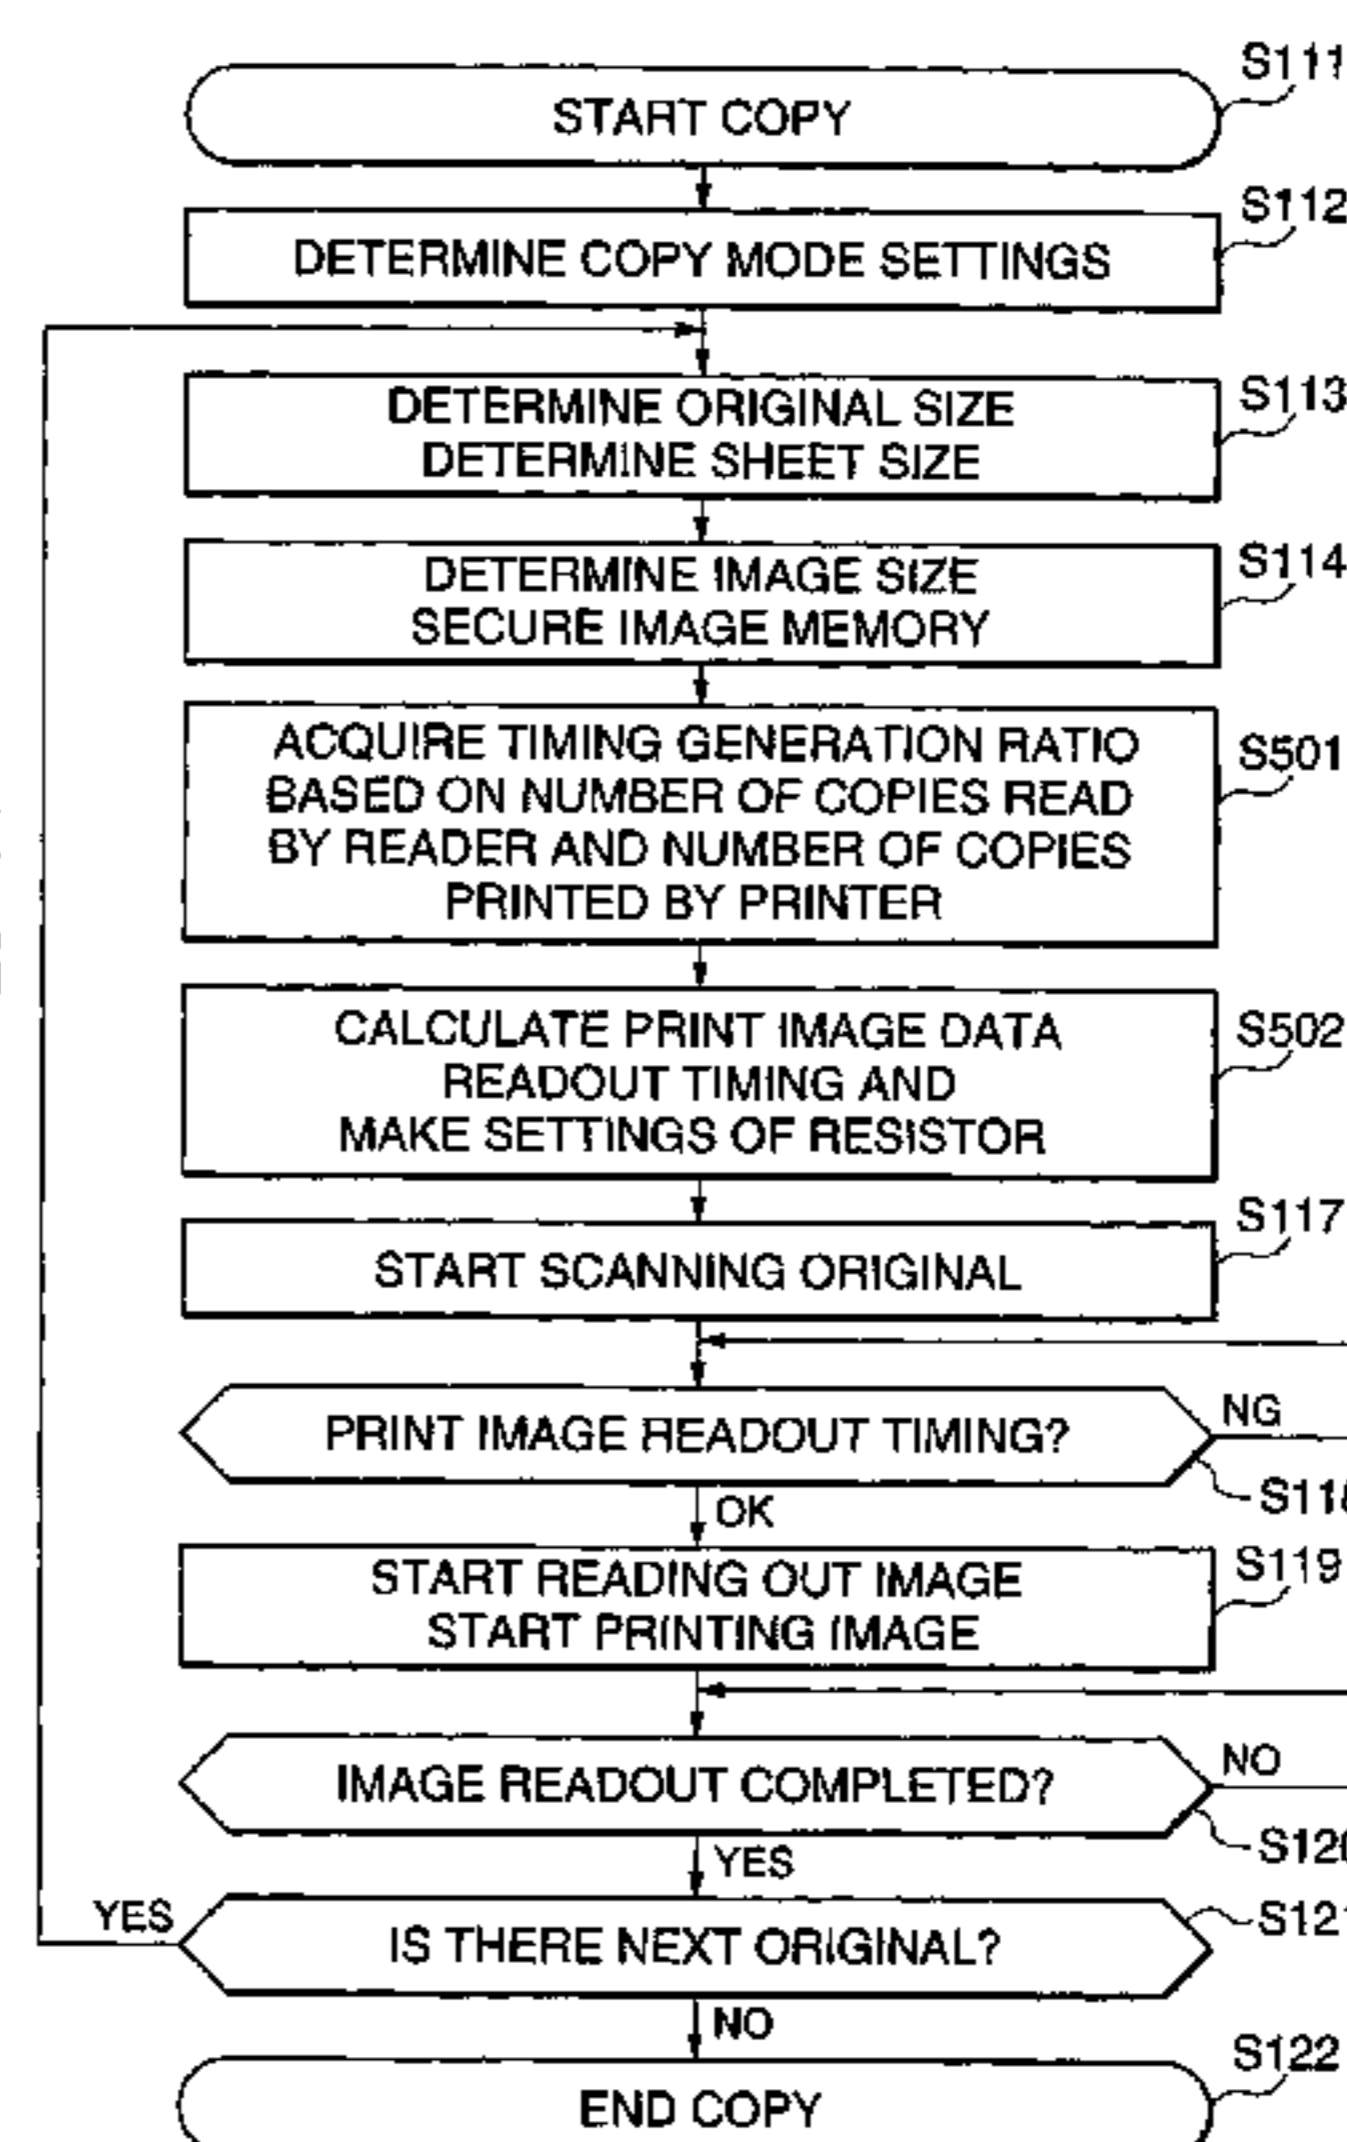 S111
START COPY
S112
DETERMINE COPY MODE SETTINGS
S113
DETERMINE ORIGINAL SIZE
DETERMINE SHEET SIZE
S114
DETERMINE IMAGE SIZE
SECURE IMAGE MEMORY
S501
ACQUIRE TIMING GENERATION RATIO
BASED ON NUMBER OF COPIES READ
BY READER AND NUMBER OF COPIES
PRINTED BY PRINTER
S502
CALCULATE PRINT IMAGE DATA
READOUT TIMING AND
MAKE SETTINGS OF RESISTOR
S117
START SCANNING ORIGINAL
PRINT IMAGE READOUT TIMING?
NG
S118
OK
S119
START READING OUT IMAGE
START PRINTING IMAGE
IMAGE READOUT COMPLETED?
NO
S120
YES
YES
IS THERE NEXT ORIGINAL?
S121
NO
S122
END COPY